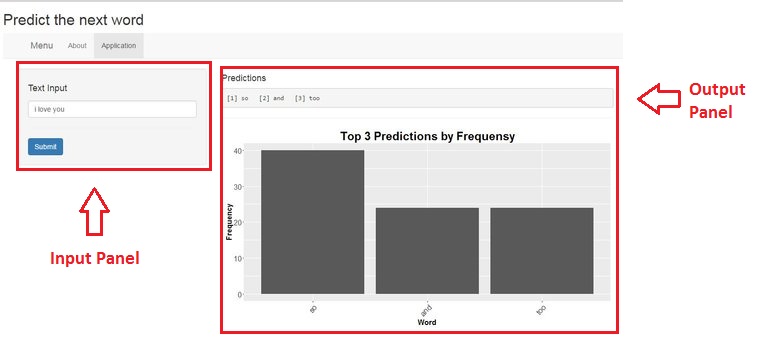 Predict the next word
Menu About Application
Text Input
I love you
Submit
Input Panel
Predictions
[1] so [2] and [3] too
Top 3 Predictions by Frequensy
Frequency
40
30
20
10
0
so and too
Word
Output
Panel